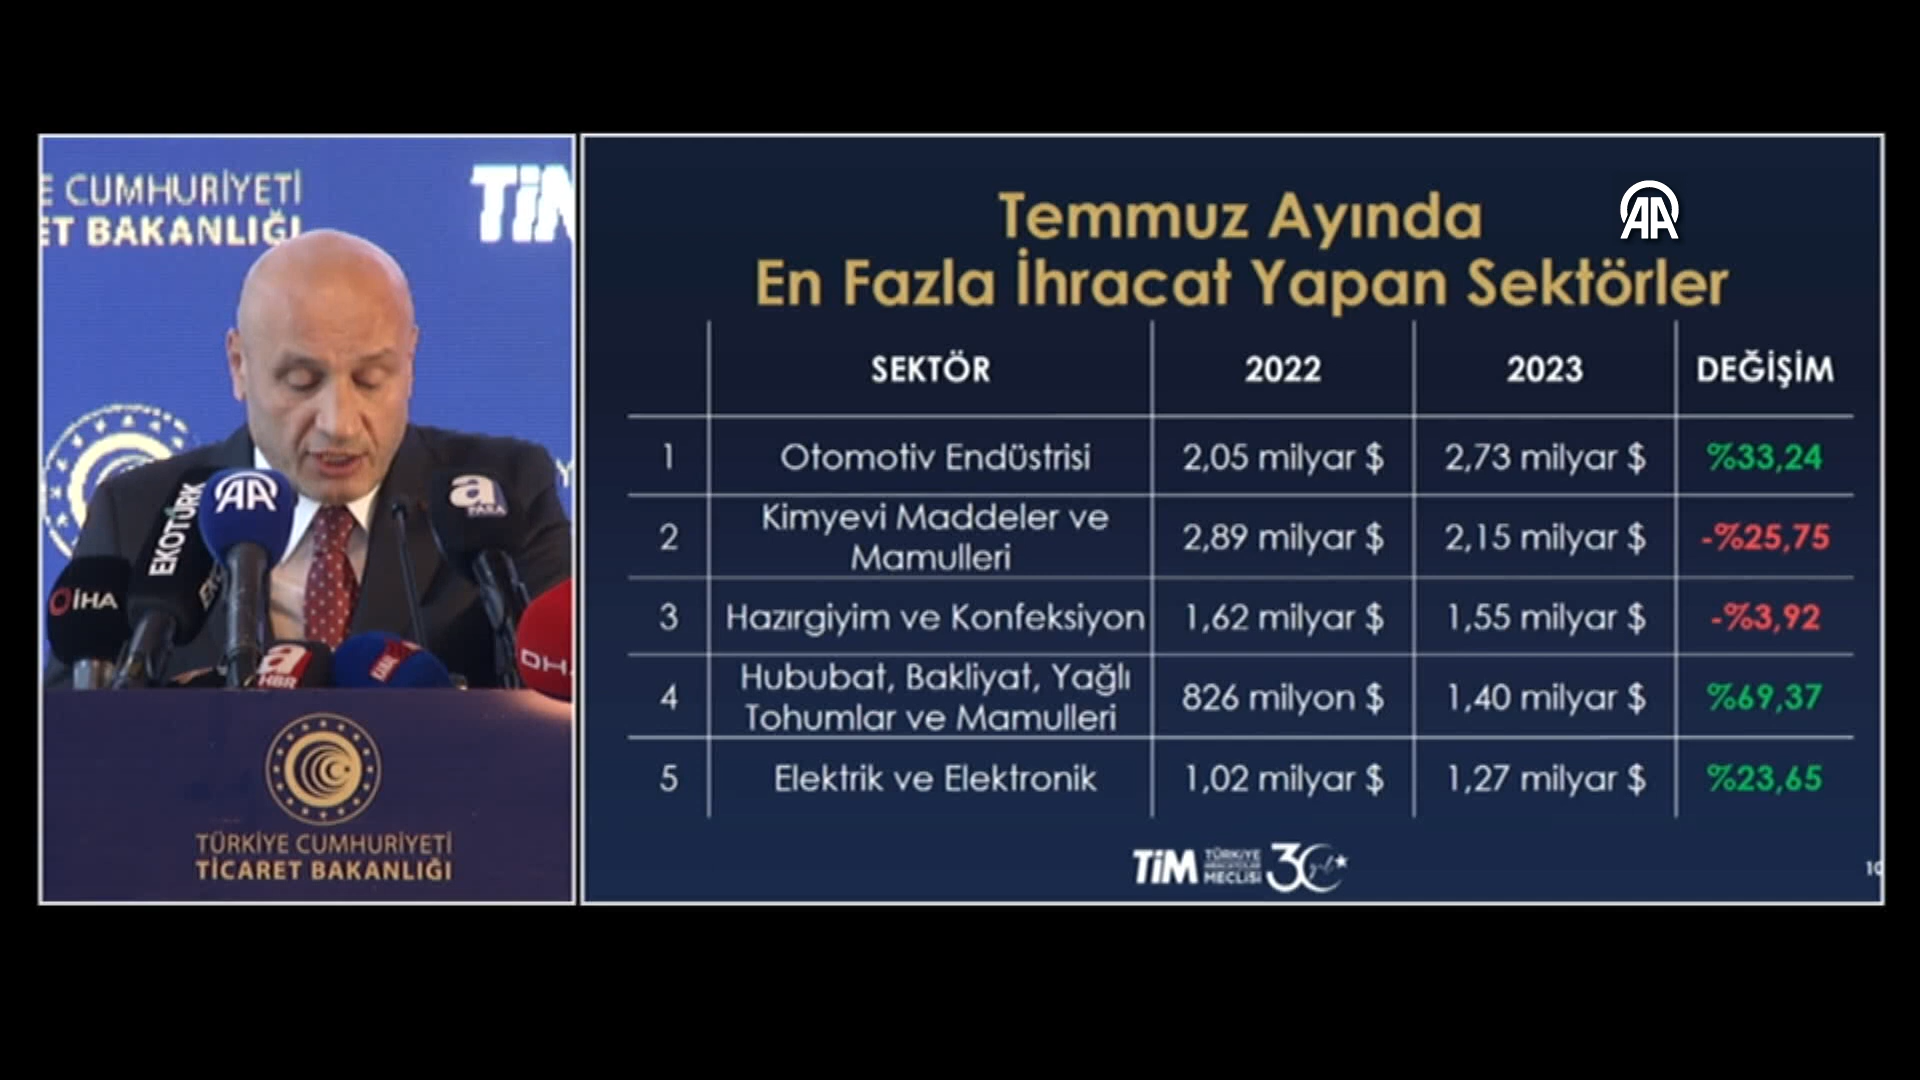 E CUMHURİYETİ
ET BAKANLIĞI
TİM
İHA
EKOTÜRK
AA
a
PARA
a
HBR
DHA
TÜRKİYE CUMHURİYETİ
TİCARET BAKANLIĞI
AA
Temmuz Ayında
En Fazla İhracat Yapan Sektörler
SEKTÖR 2022 2023 DEĞİŞİM
1 Otomotiv Endüstrisi 2,05 milyar $ 2,73 milyar $ %33,24
2 Kimyevi Maddeler ve
Mamulleri 2,89 milyar $ 2,15 milyar $ -%25,75
3 Hazırgiyim ve Konfeksiyon 1,62 milyar $ 1,55 milyar $ -%3,92
4 Hububat, Bakliyat, Yağlı
Tohumlar ve Mamulleri 826 milyon $ 1,40 milyar $ %69,37
5 Elektrik ve Elektronik 1,02 milyar $ 1,27 milyar $ %23,65
TİM TÜRKİYE
İHRACATÇILAR
MECLİSİ 30 yıl
10